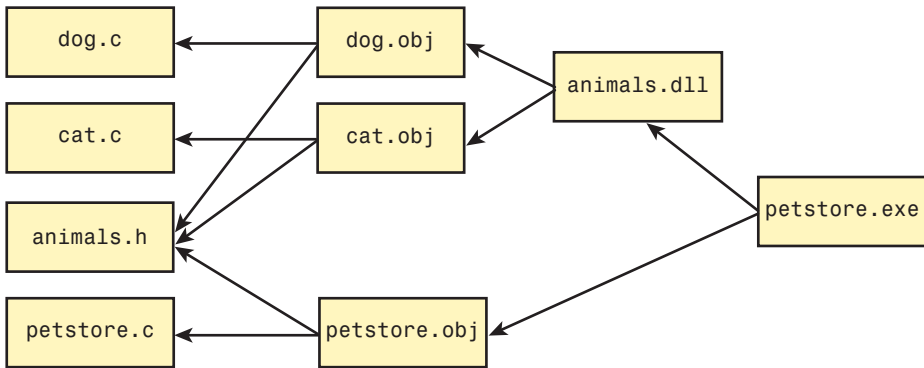 dog.c
dog.obj
animals.dll
cat.c
cat.obj
petstore.exe
animals.h
petstore.c
petstore.obj